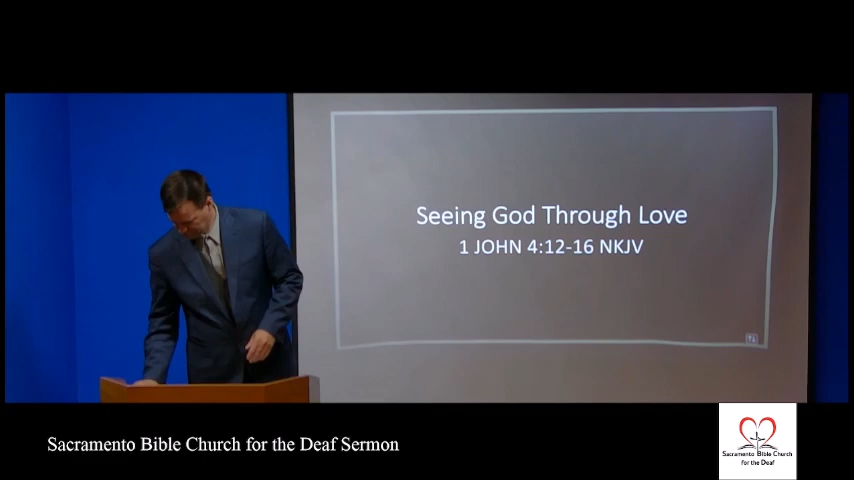 Seeing God Through Love
1 JOHN 4:12-16 NKJV
Sacramento Bible Church for the Deaf Sermon
Sacramento Bible Church
for the Deaf